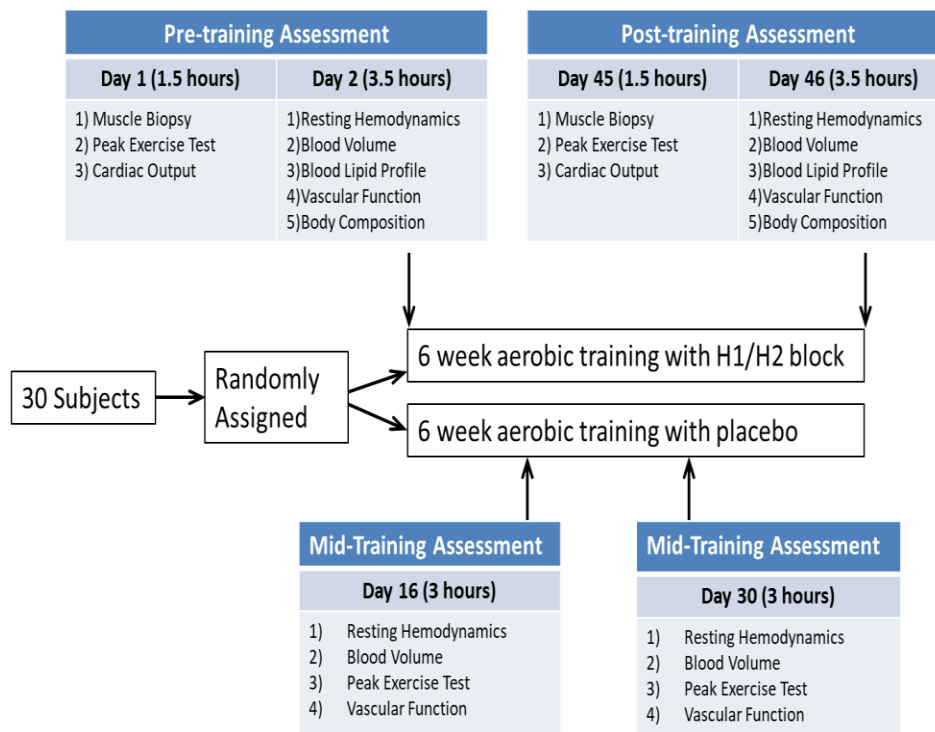 Pre-training Assessment
Day 1 (1.5 hours)
1) Muscle Biopsy
2) Peak Exercise Test
3) Cardiac Output
Day 2 (3.5 hours)
1)Resting Hemodynamics
2)Blood Volume
3)Blood Lipid Profile
4)Vascular Function
5)Body Composition
Post-training Assessment
Day 45 (1.5 hours)
1) Muscle Biopsy
2) Peak Exercise Test
3) Cardiac Output
Day 46 (3.5 hours)
1)Resting Hemodynamics
2)Blood Volume
3)Blood Lipid Profile
4)Vascular Function
5)Body Composition
30 Subjects
Randomly
Assigned
6 week aerobic training with H1/H2 block
6 week aerobic training with placebo
Mid-Training Assessment
Day 16 (3 hours)
1) Resting Hemodynamics
2) Blood Volume
3) Peak Exercise Test
4) Vascular Function
Mid-Training Assessment
Day 30 (3 hours)
1) Resting Hemodynamics
2) Blood Volume
3) Peak Exercise Test
4) Vascular Function